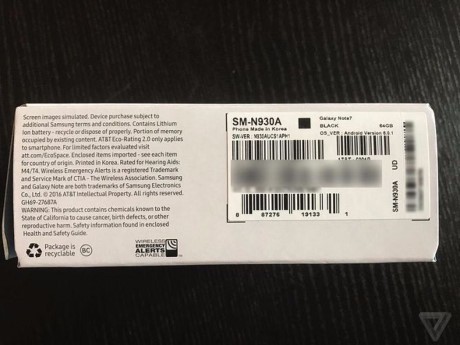 Screen images simulated. Device purchase subject to
additional Samsung terms and conditions. Contains Lithium
Ion battery - recycle or dispose of properly. Portion of memory
occupied by existing content. AT&T Eco-Rating 2.0 only applies
to smartphone. For full limited evaluated visit
att.com/EcoSpace. Enclosed items imported - see each item
for country of origin. Printed in Korea. Rated for Hearing Aids:
M4/T4. Wireless Emergency Alerts is a registered Trademark
and Service Mark of CTIA - The Wireless Association. Samsung
and Galaxy Note are both trademarks of Samsung Electronics
Co., Ltd. © 2016 AT&T Intellectual Property. All rights reserved.
GH69-27687A
WARNING: This product contains chemicals known to the
State of California to cause cancer, birth defects, or other
reproductive harm. Safety information found in enclosed
Health and Safety Guide.
Package is
recyclable
BC
WIRELESS
EMERGENCY
ALERTS
CAPABLE
SM-N930A
Phone Made in Korea
SW-VER : N930AUCS1APH1
Galaxy Note7
BLACK 64GB
OS_VER : Android Version 6.0.1
8 87276 19133 1
SM-N930A UD